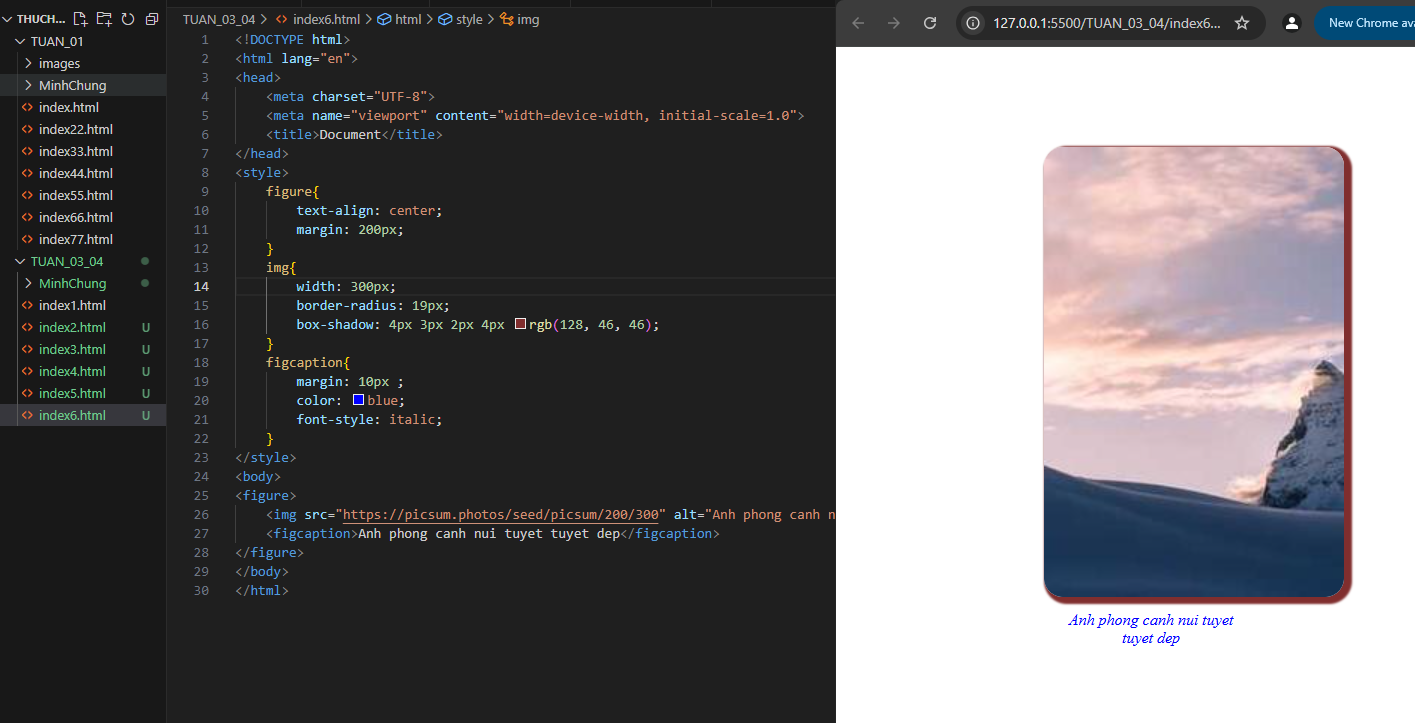 THUCH...
TUAN_01
images
MinhChung
index.html
index22.html
index33.html
index44.html
index55.html
index66.html
index77.html
TUAN_03_04
MinhChung
index1.html
index2.html U
index3.html U
index4.html U
index5.html U
index6.html U
TUAN_03_04 > index6.html > html > style > img
1 <!DOCTYPE html>
2 <html lang="en">
3 <head>
4 <meta charset="UTF-8">
5 <meta name="viewport" content="width=device-width, initial-scale=1.0">
6 <title>Document</title>
7 </head>
8 <style>
9 figure{
10 text-align: center;
11 margin: 200px;
12 }
13 img{
14 width: 300px;
15 border-radius: 19px;
16 box-shadow: 4px 3px 2px 4px rgb(128, 46, 46);
17 }
18 figcaption{
19 margin: 10px ;
20 color: blue;
21 font-style: italic;
22 }
23 </style>
24 <body>
25 <figure>
26 <img src="https://picsum.photos/seed/picsum/200/300" alt="Anh phong canh n
27 <figcaption>Anh phong canh nui tuyet tuyet dep</figcaption>
28 </figure>
29 </body>
30 </html>
127.0.0.1:5500/TUAN_03_04/index6...
New Chrome ava
Anh phong canh nui tuyet
tuyet dep